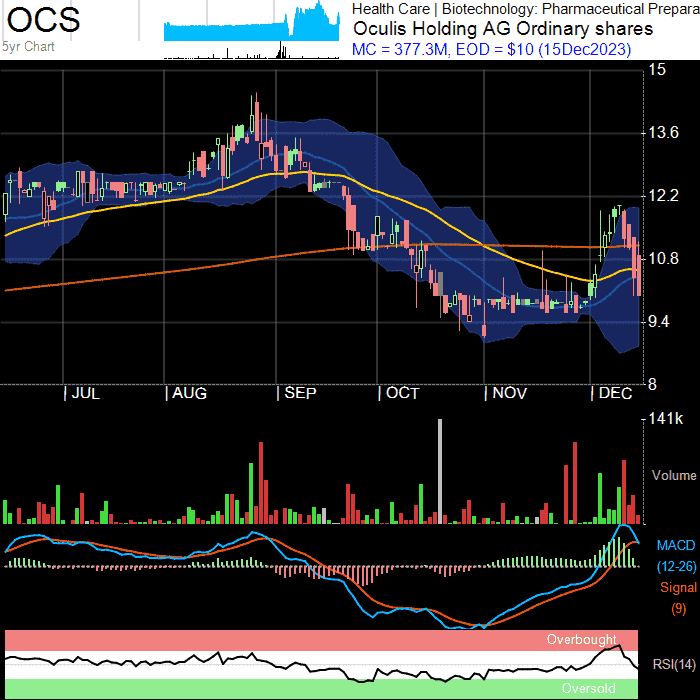 OCS
5yr Chart
Health Care | Biotechnology: Pharmaceutical Prepara
Oculis Holding AG Ordinary shares
MC = 377.3M, EOD = $10 (15Dec2023)
15
13.6
12.2
10.8
9.4
8
| JUL | AUG | SEP | OCT | NOV | DEC
141k
Volume
MACD
(12-26)
Signal
(9)
Overbought
RSI(14)
Oversold